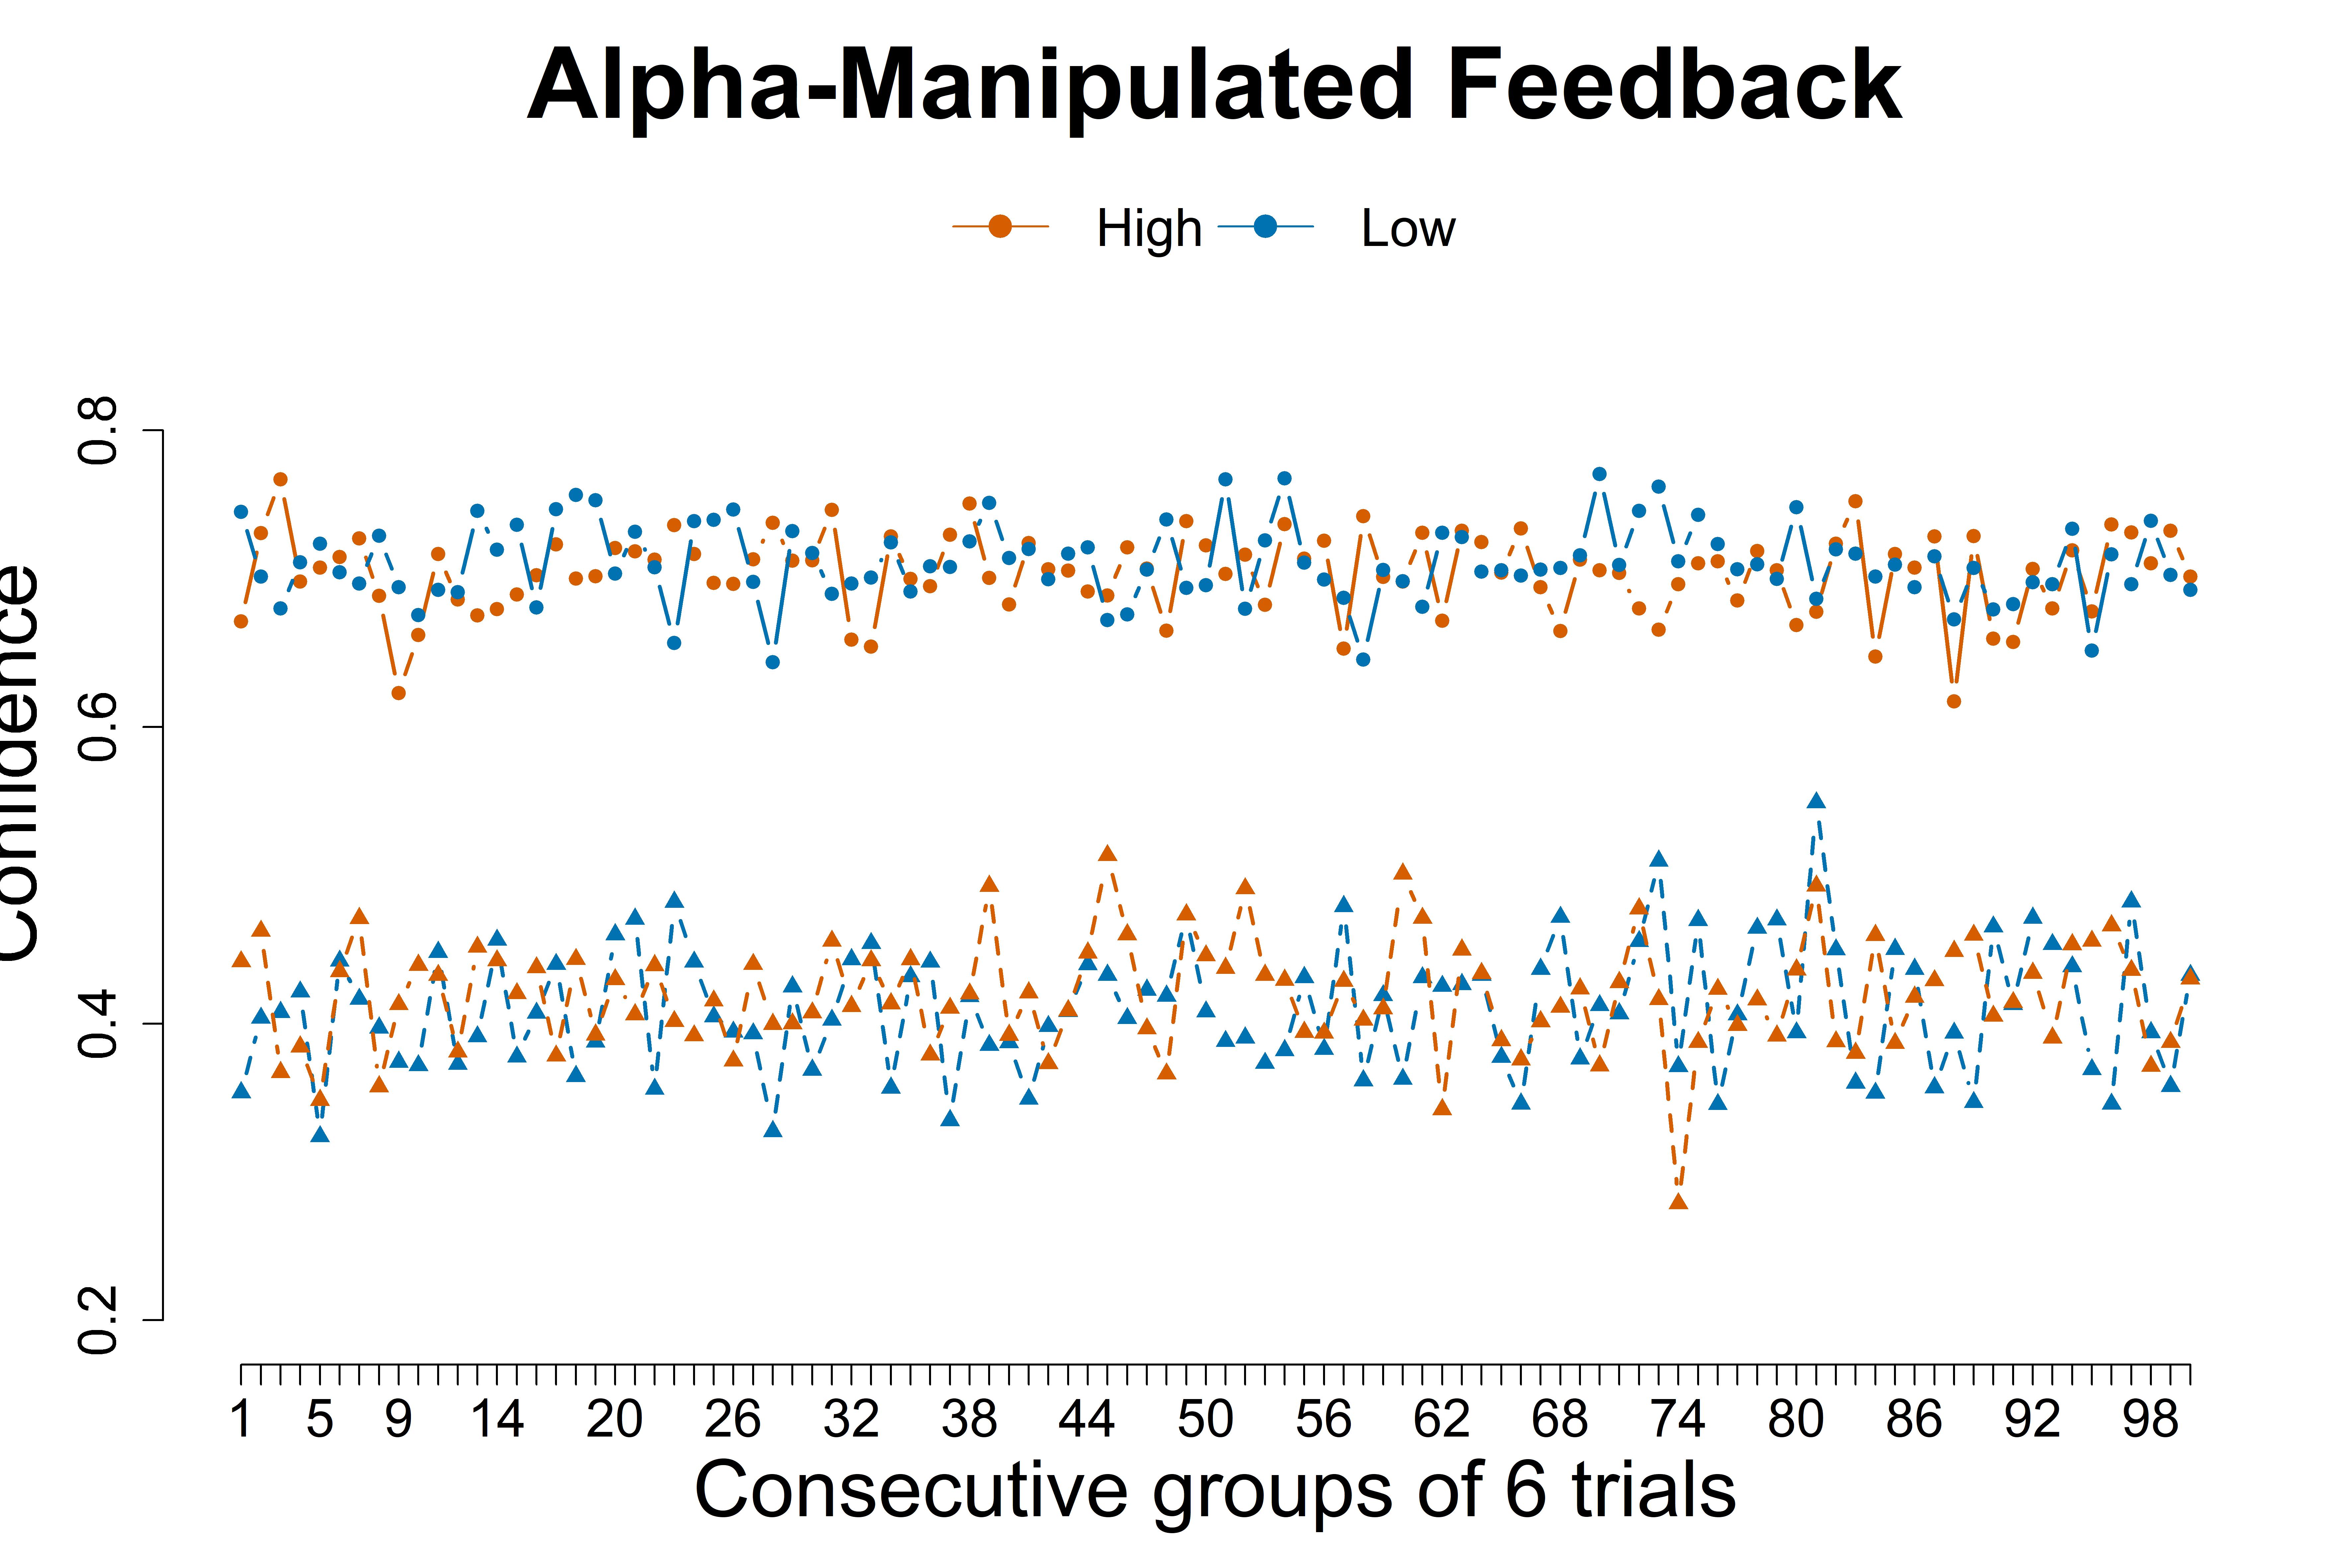 Alpha-Manipulated Feedback
High Low
Confidence
0.8
0.6
0.4
0.2
1 5 9 14 20 26 32 38 44 50 56 62 68 74 80 86 92 98
Consecutive groups of 6 trials